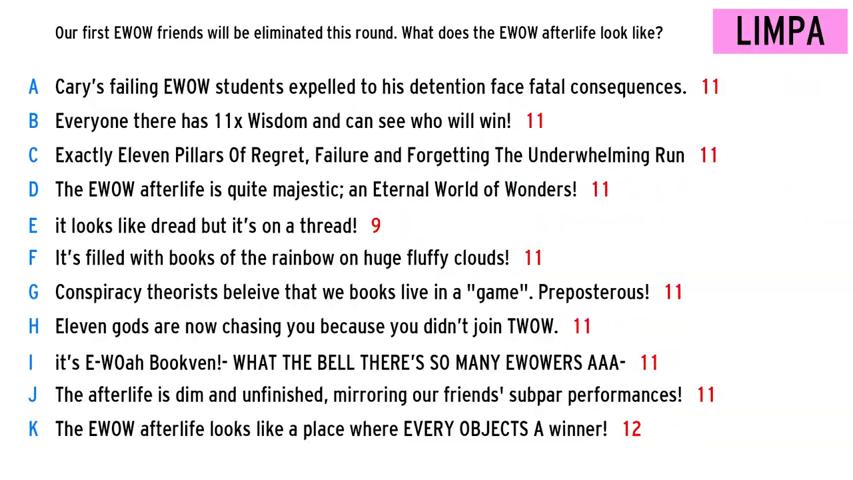 Our first EWOW friends will be eliminated this round. What does the EWOW afterlife look like?
LIMPA
A Cary's failing EWOW students expelled to his detention face fatal consequences. 11
B Everyone there has 11x Wisdom and can see who will win! 11
C Exactly Eleven Pillars Of Regret, Failure and Forgetting The Underwhelming Run 11
D The EWOW afterlife is quite majestic; an Eternal World of Wonders! 11
E it looks like dread but it's on a thread! 9
F It's filled with books of the rainbow on huge fluffy clouds! 11
G Conspiracy theorists beleive that we books live in a "game". Preposterous! 11
H Eleven gods are now chasing you because you didn't join TWOW. 11
I it's E-WOah Bookven!- WHAT THE BELL THERE'S SO MANY EWOWERS AAA- 11
J The afterlife is dim and unfinished, mirroring our friends' subpar performances! 11
K The EWOW afterlife looks like a place where EVERY OBJECTS A winner! 12